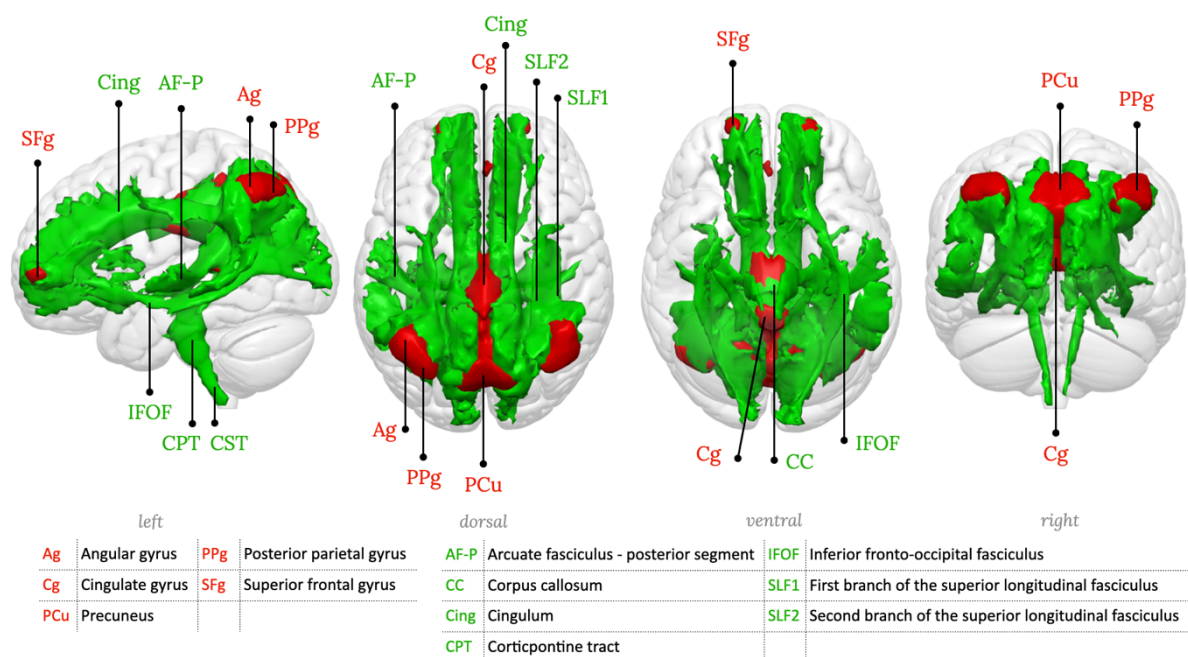 Cing
SFg
Cg
SLF2
Cing
AF-P
AF-P
PCu
SLF1
Ag
PPg
PPg
SFg
IFOF
Ag
CPT
CST
IFOF
Cg
CC
Cg
PPg
PCu
left
dorsal
ventral
right
Ag Angular gyrus PPg Posterior parietal gyrus
Cg Cingulate gyrus SFg Superior frontal gyrus
PCu Precuneus
AF-P Arcuate fasciculus - posterior segment IFOF Inferior fronto-occipital fasciculus
CC Corpus callosum SLF1 First branch of the superior longitudinal fasciculus
Cing Cingulum SLF2 Second branch of the superior longitudinal fasciculus
CPT Corticpontine tract